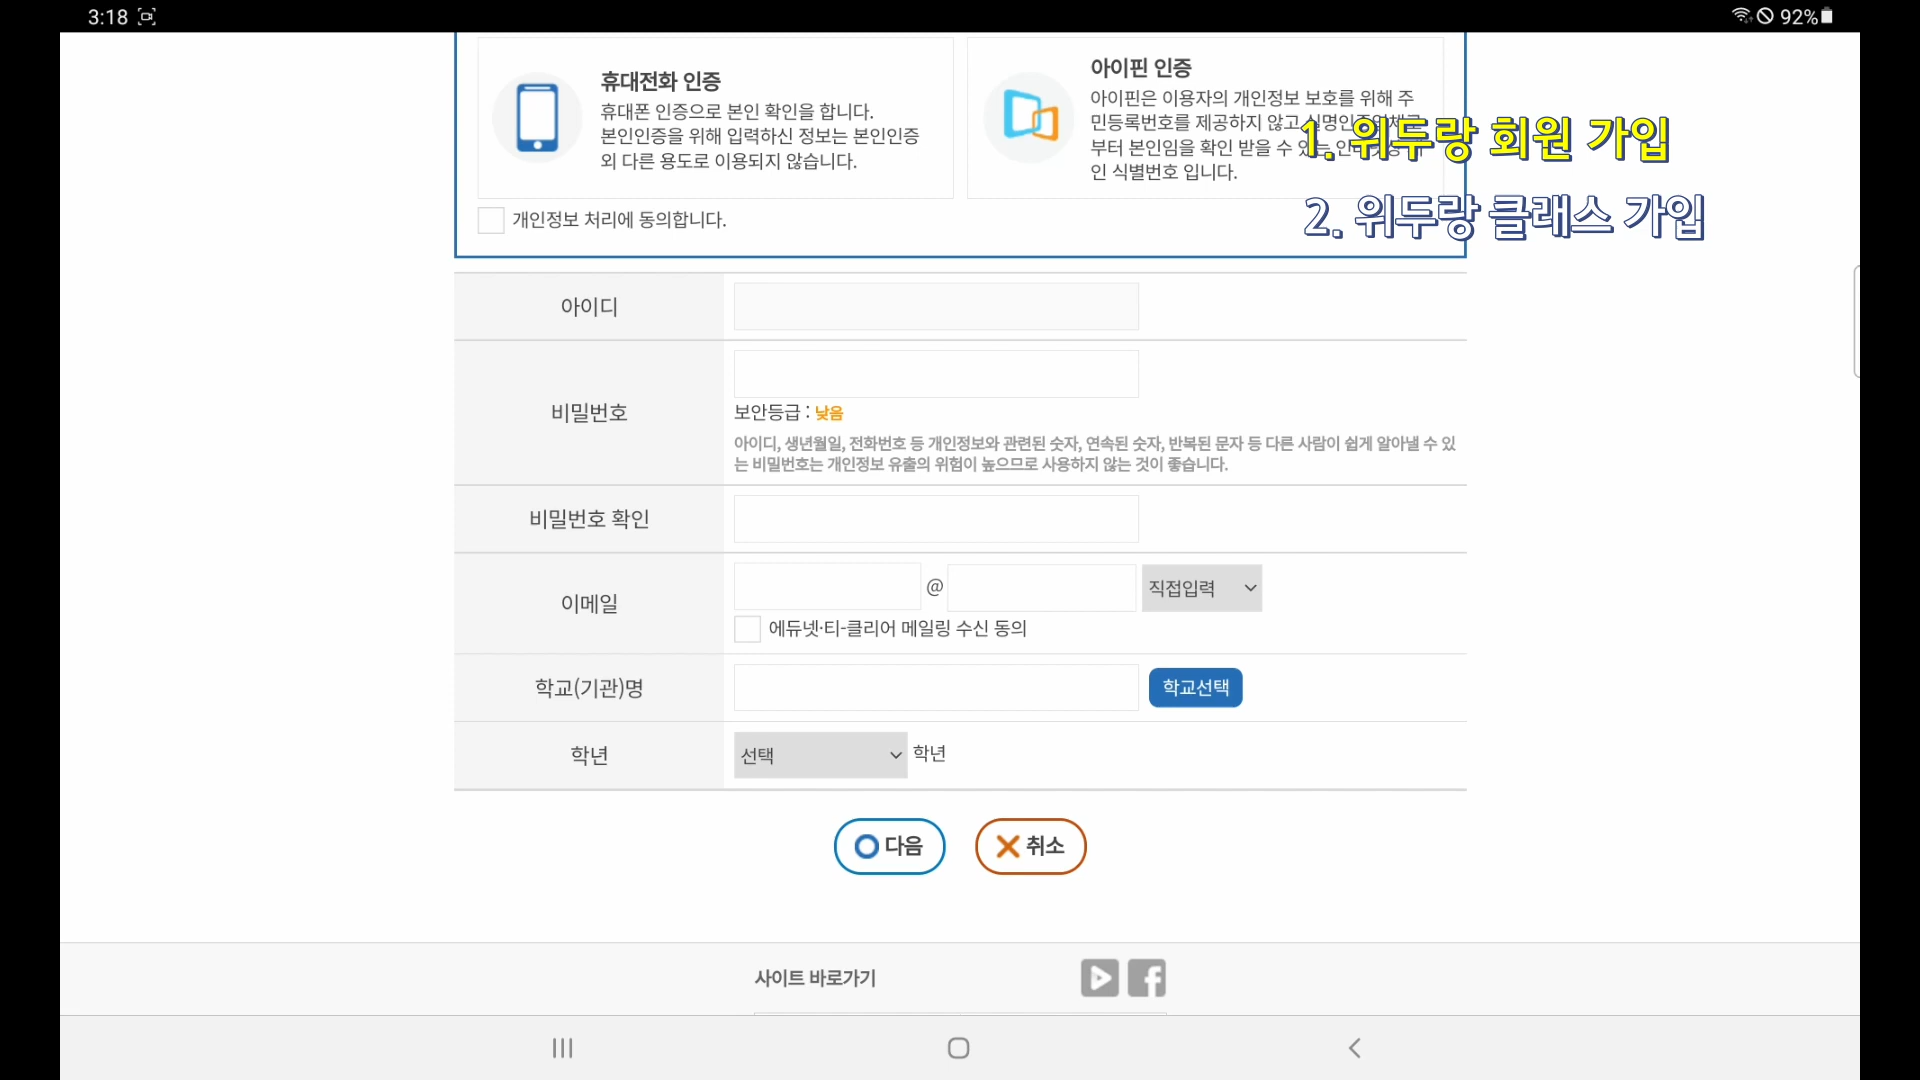 3:18
92%
휴대전화 인증
휴대폰 인증으로 본인 확인을 합니다.
본인인증을 위해 입력하신 정보는 본인인증
외 다른 용도로 이용되지 않습니다.
아이핀 인증
아이핀은 이용자의 개인정보 보호를 위해 주
민등록번호를 제공하지 않고
부터 본인임을 확인 받을 수 있는
인 식별번호 입니다.
1. 위두랑 회원 가입
2. 위두랑 클래스 가입
개인정보 처리에 동의합니다.
아이디
비밀번호
보안등급 : 낮음
아이디, 생년월일, 전화번호 등 개인정보와 관련된 숫자, 연속된 숫자, 반복된 문자 등 다른 사람이 쉽게 알아낼 수 있
는 비밀번호는 개인정보 유출의 위험이 높으므로 사용하지 않는 것이 좋습니다.
비밀번호 확인
이메일
@
직접입력
에듀넷·티-클리어 메일링 수신 동의
학교(기관)명
학교선택
학년
선택
학년
다음
취소
사이트 바로가기